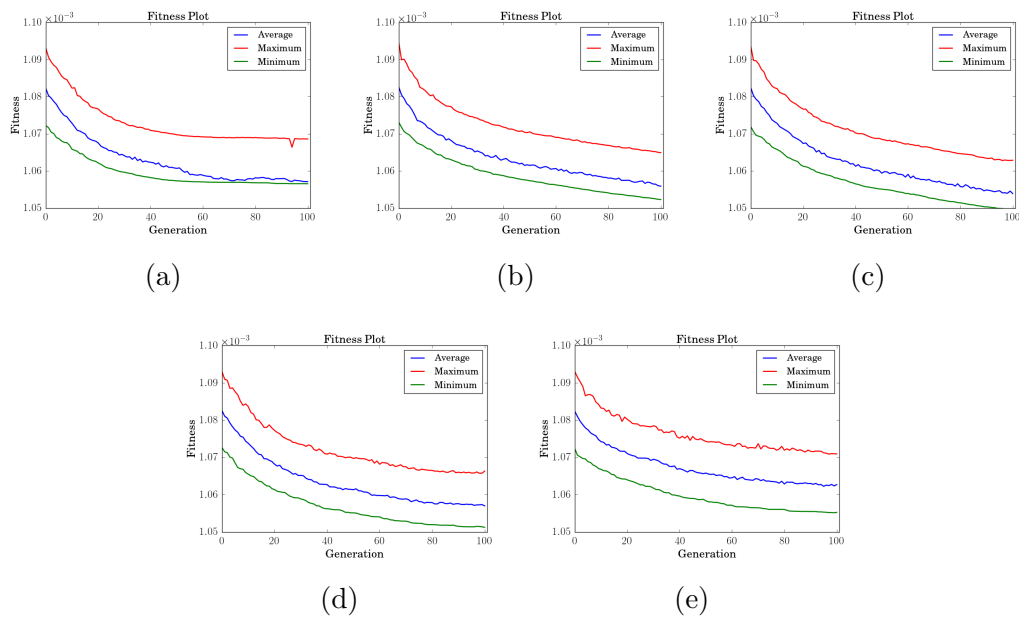 Fitness Plot
×10⁻³
1.10
1.09
1.08
1.07
1.06
1.05
Fitness
0 20 40 60 80 100
Generation
Average
Maximum
Minimum
(a)
Fitness Plot
×10⁻³
1.10
1.09
1.08
1.07
1.06
1.05
Fitness
0 20 40 60 80 100
Generation
Average
Maximum
Minimum
(b)
Fitness Plot
×10⁻³
1.10
1.09
1.08
1.07
1.06
1.05
Fitness
0 20 40 60 80 100
Generation
Average
Maximum
Minimum
(c)
Fitness Plot
×10⁻³
1.10
1.09
1.08
1.07
1.06
1.05
Fitness
0 20 40 60 80 100
Generation
Average
Maximum
Minimum
(d)
Fitness Plot
×10⁻³
1.10
1.09
1.08
1.07
1.06
1.05
Fitness
0 20 40 60 80 100
Generation
Average
Maximum
Minimum
(e)